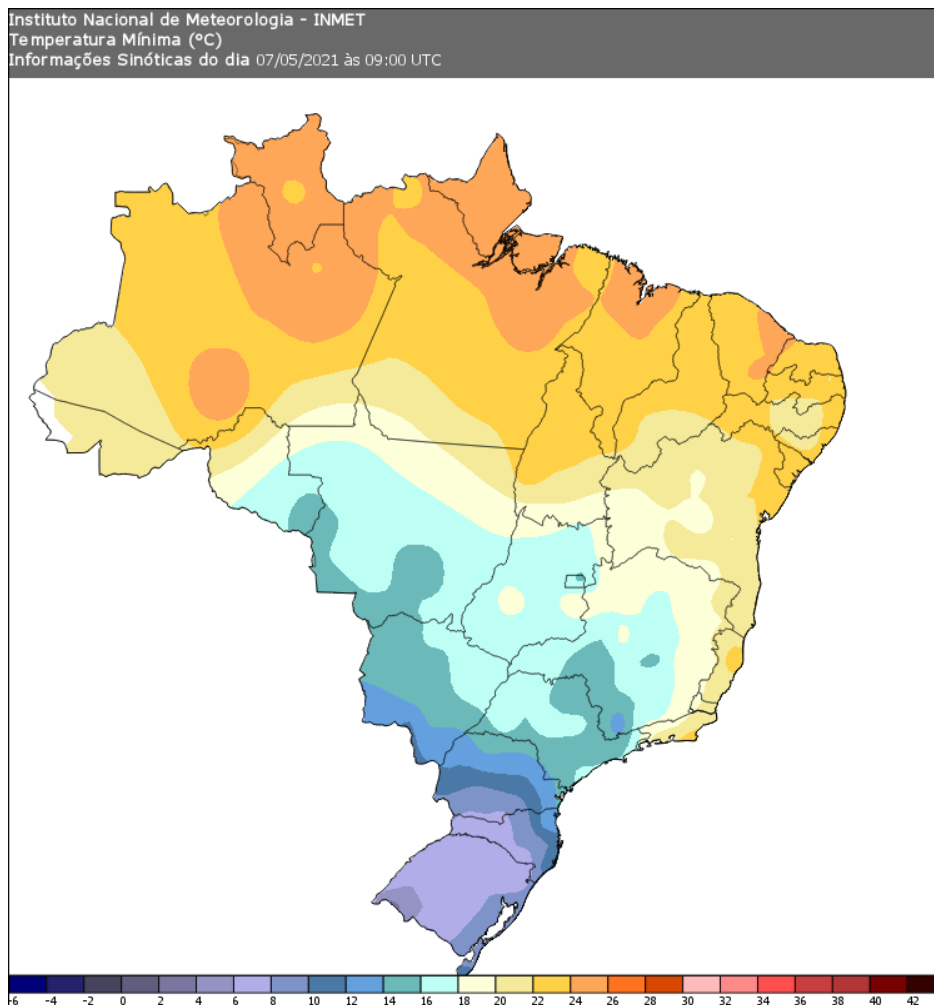 Instituto Nacional de Meteorologia - INMET
Temperatura Mínima (°C)
Informações Sinóticas do dia 07/05/2021 às 09:00 UTC
-6 -4 -2 0 2 4 6 8 10 12 14 16 18 20 22 24 26 28 30 32 34 36 38 40 42